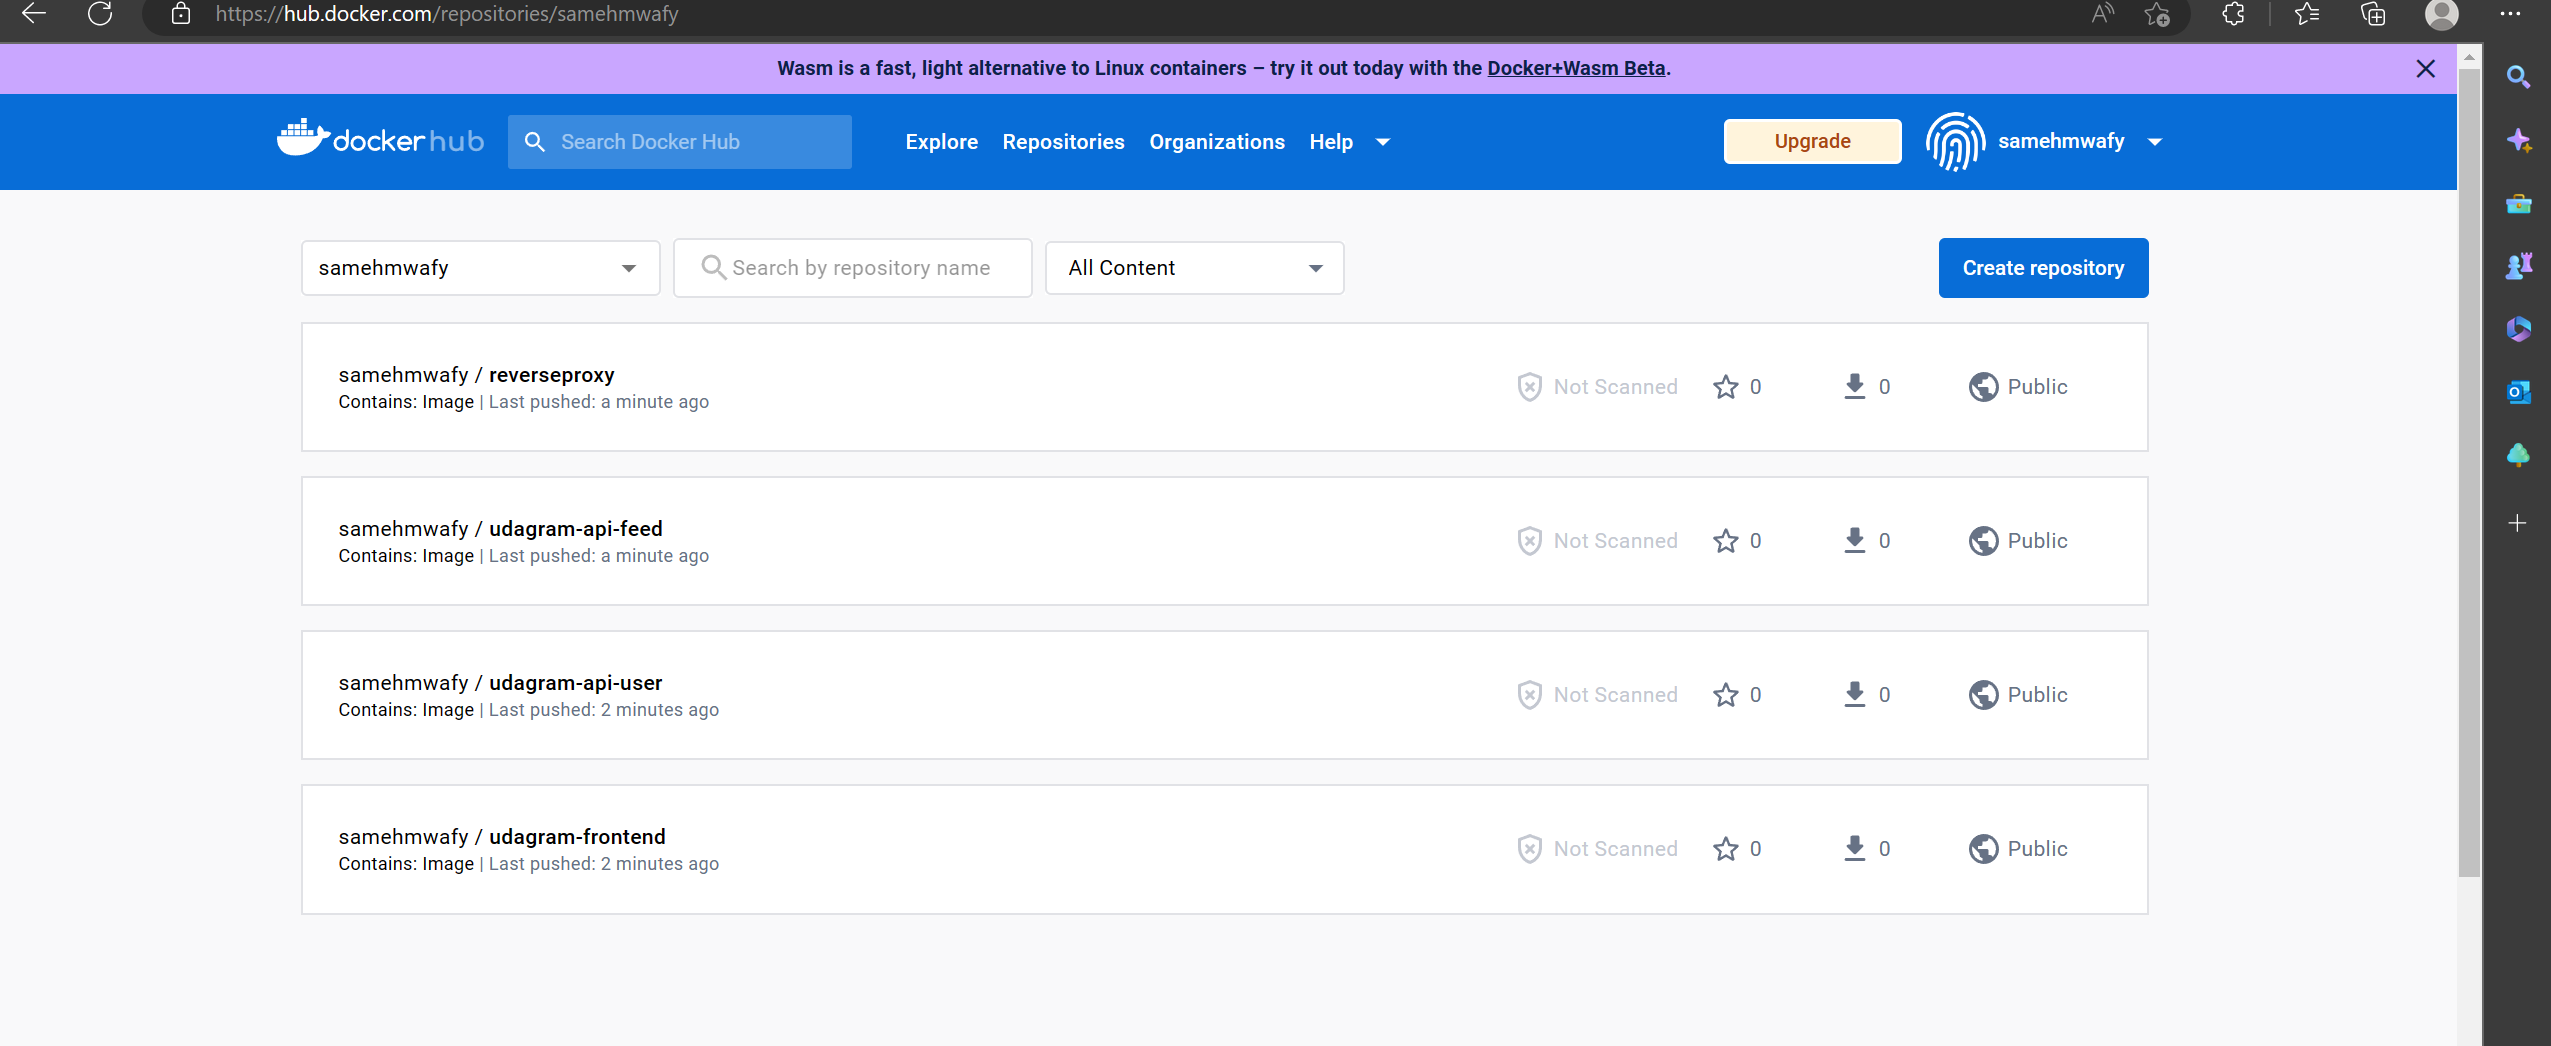 https://hub.docker.com/repositories/samehmwafy
Wasm is a fast, light alternative to Linux containers – try it out today with the Docker+Wasm Beta.
docker hub Search Docker Hub Explore Repositories Organizations Help Upgrade samehmwafy
samehmwafy Search by repository name All Content Create repository
samehmwafy / reverseproxy
Contains: Image | Last pushed: a minute ago
Not Scanned 0 0 Public
samehmwafy / udagram-api-feed
Contains: Image | Last pushed: a minute ago
Not Scanned 0 0 Public
samehmwafy / udagram-api-user
Contains: Image | Last pushed: 2 minutes ago
Not Scanned 0 0 Public
samehmwafy / udagram-frontend
Contains: Image | Last pushed: 2 minutes ago
Not Scanned 0 0 Public